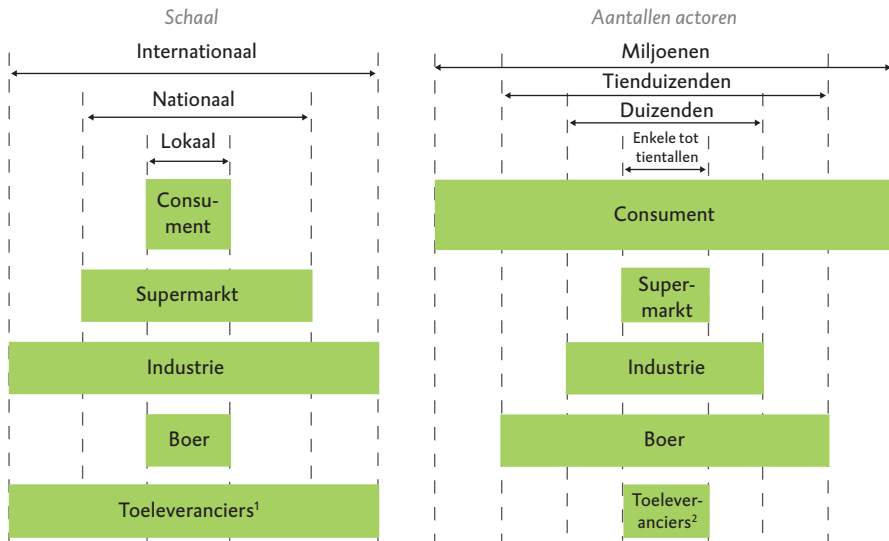 Schaal
Internationaal
Nationaal
Lokaal
Consu-
ment
Supermarkt
Industrie
Boer
Toeleveranciers¹
Aantallen actoren
Miljoenen
Tienduizenden
Duizenden
Enkele tot
tientallen
Consument
Super-
markt
Industrie
Boer
Toelever-
anciers²